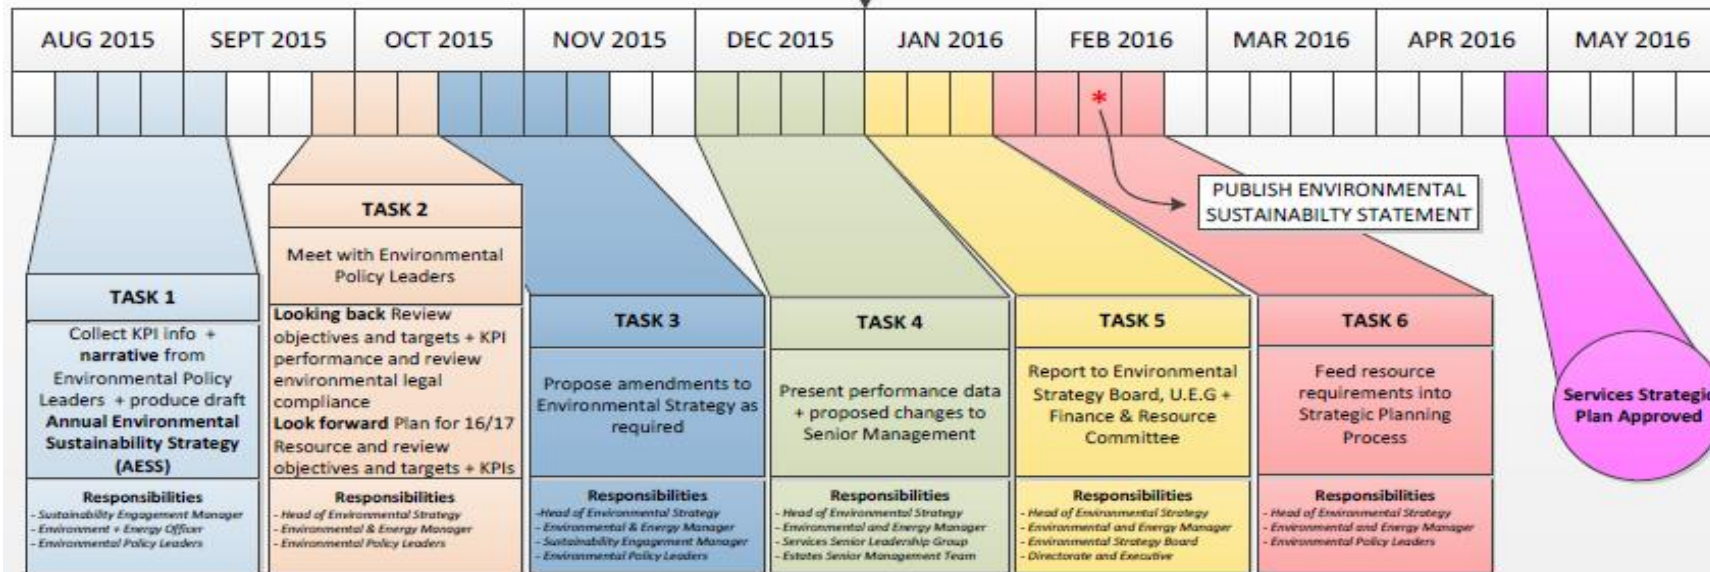 AUG 2015
SEPT 2015
OCT 2015
NOV 2015
DEC 2015
JAN 2016
FEB 2016
MAR 2016
APR 2016
MAY 2016
*
PUBLISH ENVIRONMENTAL
SUSTAINABILTY STATEMENT
TASK 1
Collect KPI info +
narrative from
Environmental Policy
Leaders + produce draft
Annual Environmental
Sustainability Strategy
(AESS)
Responsibilities
- Sustainability Engagement Manager
- Environment + Energy Officer
- Environmental Policy Leaders
TASK 2
Meet with Environmental
Policy Leaders
Looking back Review
objectives and targets + KPI
performance and review
environmental legal
compliance
Look forward Plan for 16/17
Resource and review
objectives and targets + KPIs
Responsibilities
- Head of Environmental Strategy
- Environmental & Energy Manager
- Environmental Policy Leaders
TASK 3
Propose amendments to
Environmental Strategy as
required
Responsibilities
-Head of Environmental Strategy
- Environmental & Energy Manager
- Sustainability Engagement Manager
- Environmental Policy Leaders
TASK 4
Present performance data
+ proposed changes to
Senior Management
Responsibilities
- Head of Environmental Strategy
- Environmental and Energy Manager
- Services Senior Leadership Group
- Estates Senior Management Team
TASK 5
Report to Environmental
Strategy Board, U.E.G +
Finance & Resource
Committee
Responsibilities
- Head of Environmental Strategy
- Environmental and Energy Manager
- Environmental Strategy Board
- Directorate and Executive
TASK 6
Feed resource
requirements into
Strategic Planning
Process
Responsibilities
- Head of Environmental Strategy
- Environmental and Energy Manager
- Environmental Policy Leaders
Services Strategic
Plan Approved